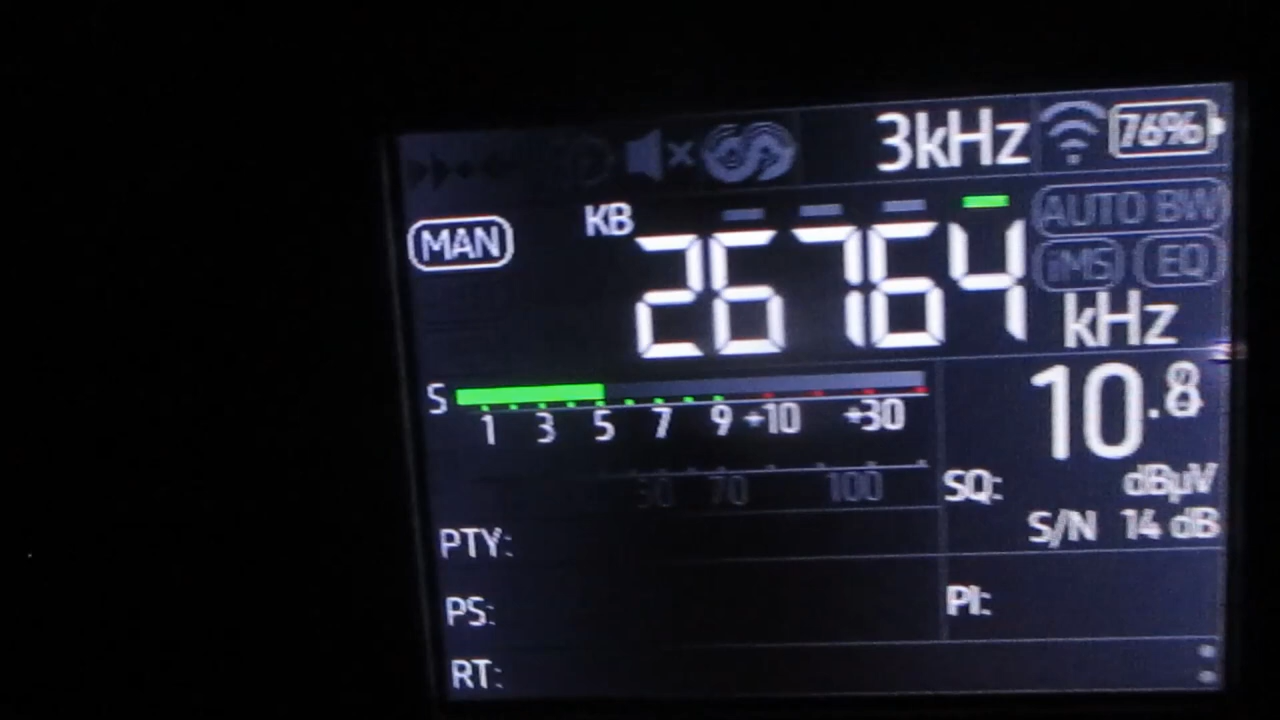 3kHz 76%
AUTO BW
MAN KB 26764 iMS EQ
kHz
S 1 3 5 7 9 +10 +30 10.8
50 70 100 SQ: dBµV
S/N 14 dB
PTY:
PS: PI:
RT: